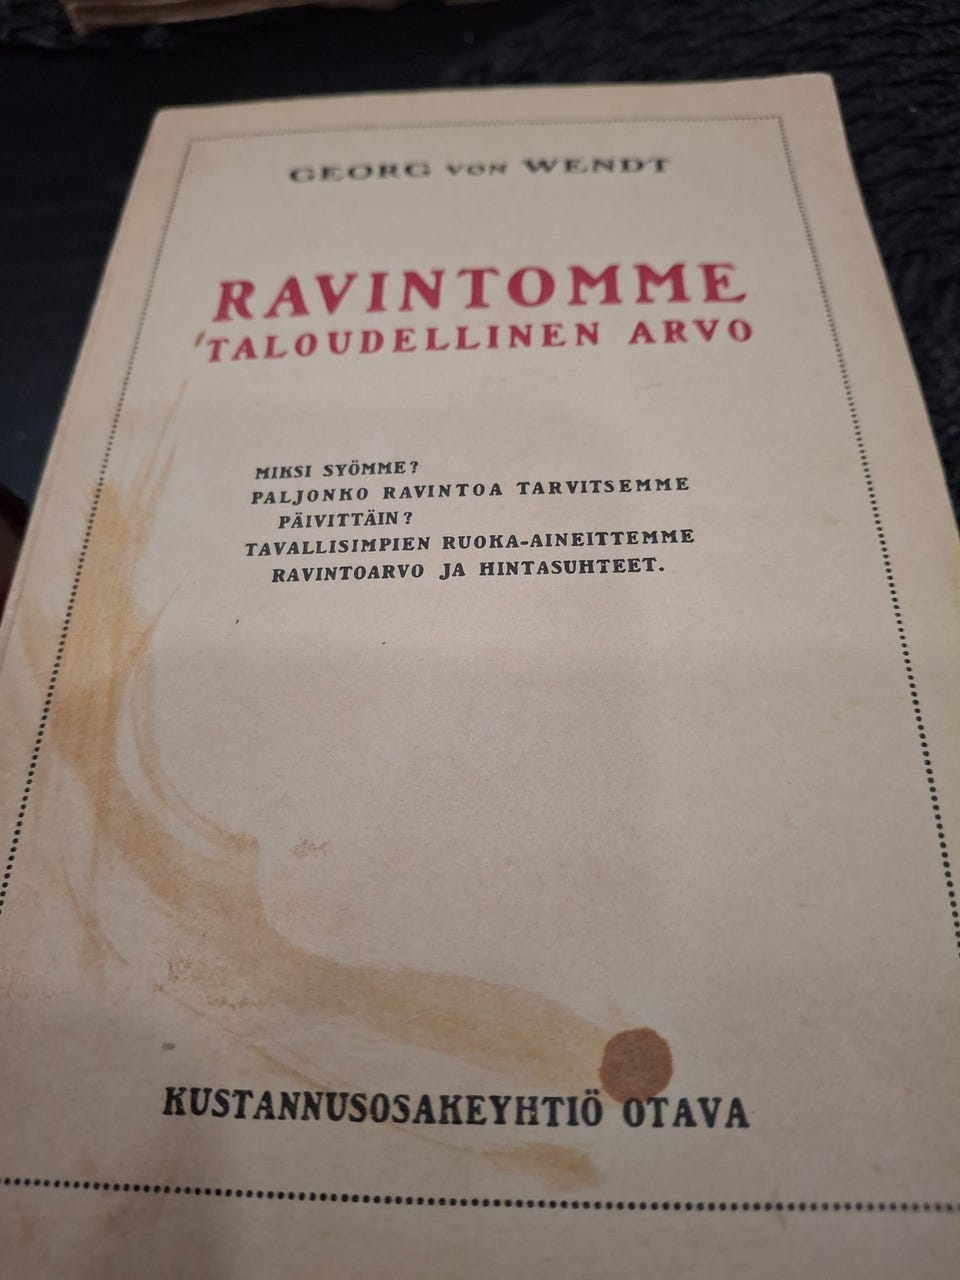 GEORG VON WENDT
RAVINTOMME
TALOUDELLINEN ARVO
MIKSI SYÖMME?
PALJONKO RAVINTOA TARVITSEMME
PÄIVITTÄIN?
TAVALLISIMPIEN RUOKA-AINEITTEMME
RAVINTOARVO JA HINTASUHTEET.
KUSTANNUSOSAKEYHTIÖ OTAVA